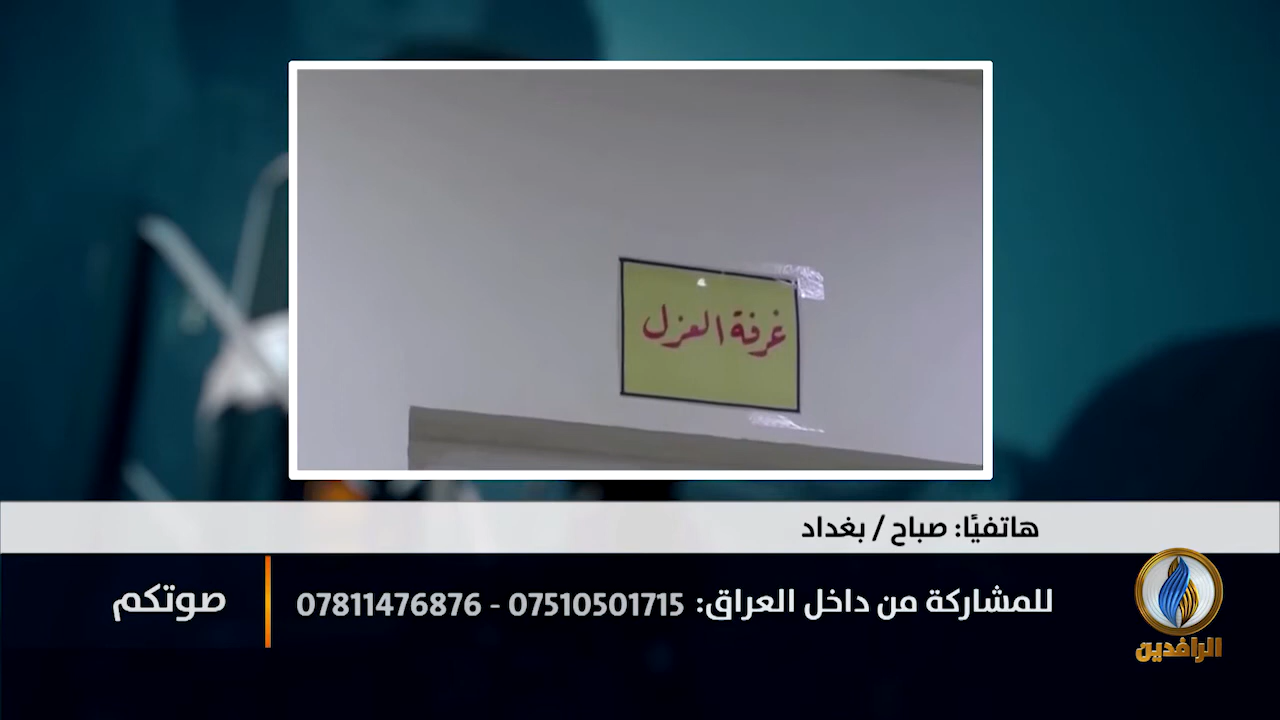 غرفة العزل
هاتفيًا: صباح / بغداد
للمشاركة من داخل العراق: 07510501715 - 07811476876
صوتكم
الرافدين